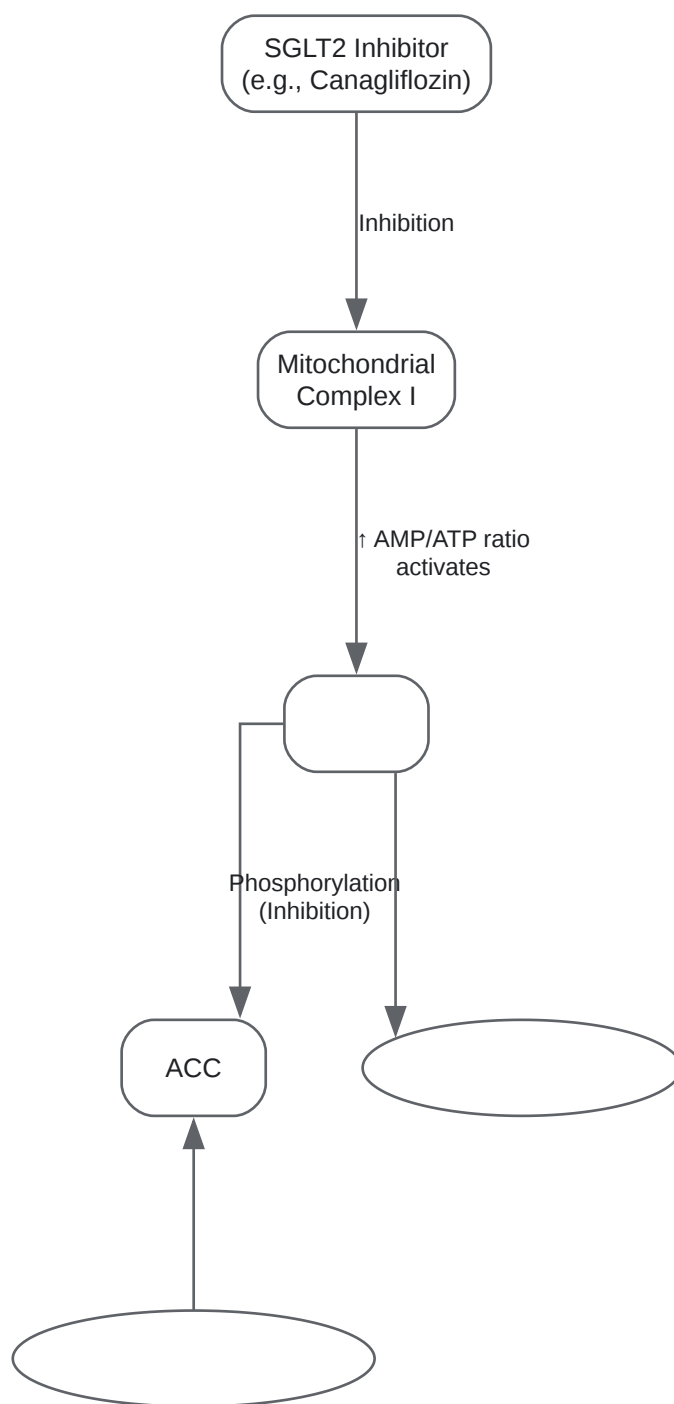 SGLT2 Inhibitor
(e.g., Canagliflozin)
Inhibition
Mitochondrial
Complex I
↑ AMP/ATP ratio
activates
Phosphorylation
(Inhibition)
ACC